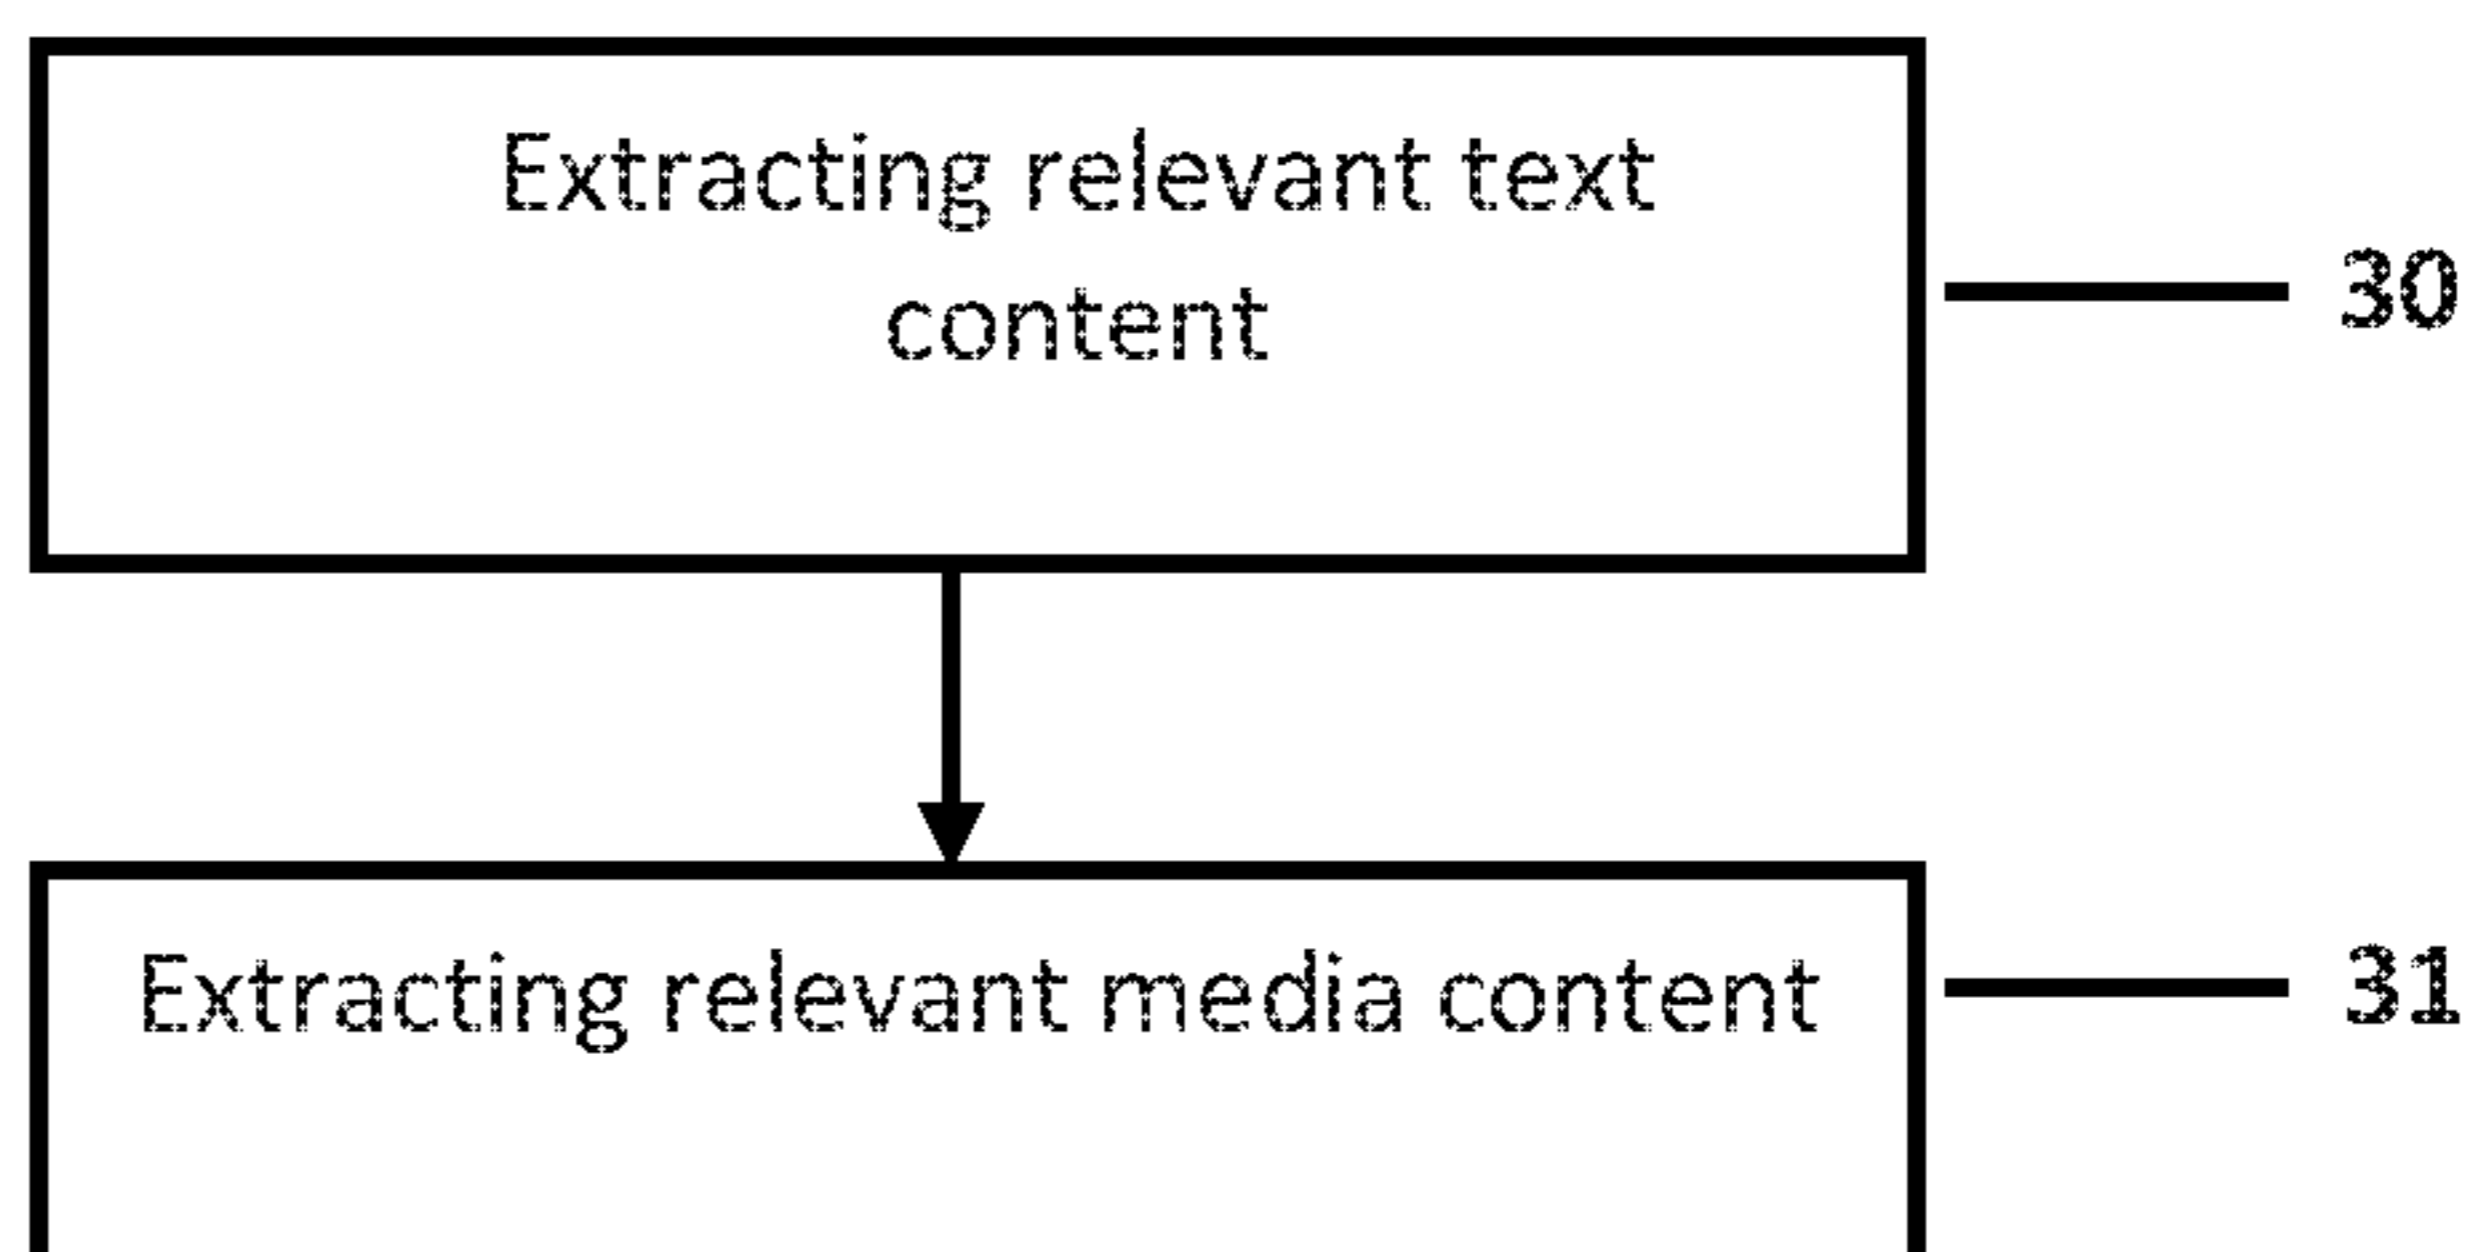 Extracting relevant text
content
30
Extracting relevant media content
31